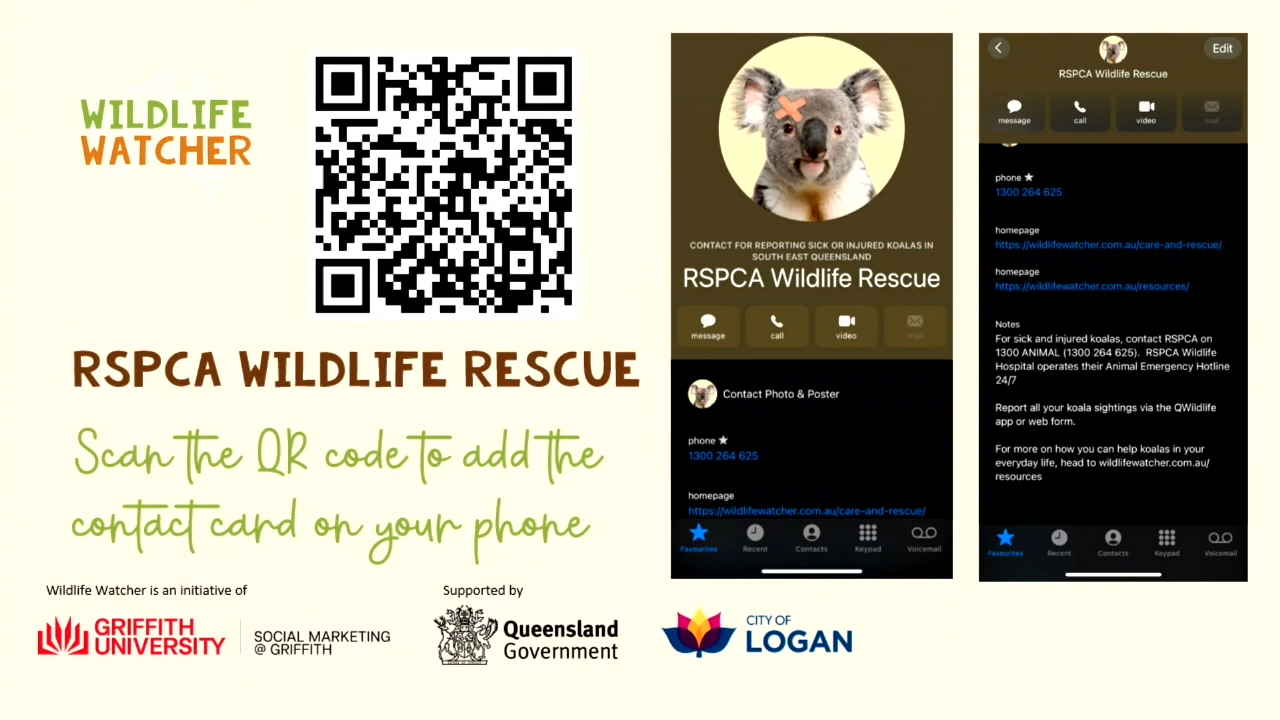 WILDLIFE
WATCHER
RSPCA WILDLIFE RESCUE
Scan the QR code to add the
contact card on your phone
Wildlife Watcher is an initiative of
GRIFFITH
UNIVERSITY
SOCIAL MARKETING
@ GRIFFITH
Supported by
Queensland
Government
CITY OF
LOGAN
CONTACT FOR REPORTING SICK OR INJURED KOALAS IN
SOUTH EAST QUEENSLAND
RSPCA Wildlife Rescue
message call video mail
Contact Photo & Poster
phone ★
1300 264 625
homepage
https://wildlifewatcher.com.au/care-and-rescue/
Favourites Recent Contacts Keypad Voicemail
Edit
RSPCA Wildlife Rescue
message call video mail
phone ★
1300 264 625
homepage
https://wildlifewatcher.com.au/care-and-rescue/
homepage
https://wildlifewatcher.com.au/resources/
Notes
For sick and injured koalas, contact RSPCA on
1300 ANIMAL (1300 264 625). RSPCA Wildlife
Hospital operates their Animal Emergency Hotline
24/7
Report all your koala sightings via the QWildlife
app or web form.
For more on how you can help koalas in your
everyday life, head to wildlifewatcher.com.au/
resources
Favourites Recent Contacts Keypad Voicemail